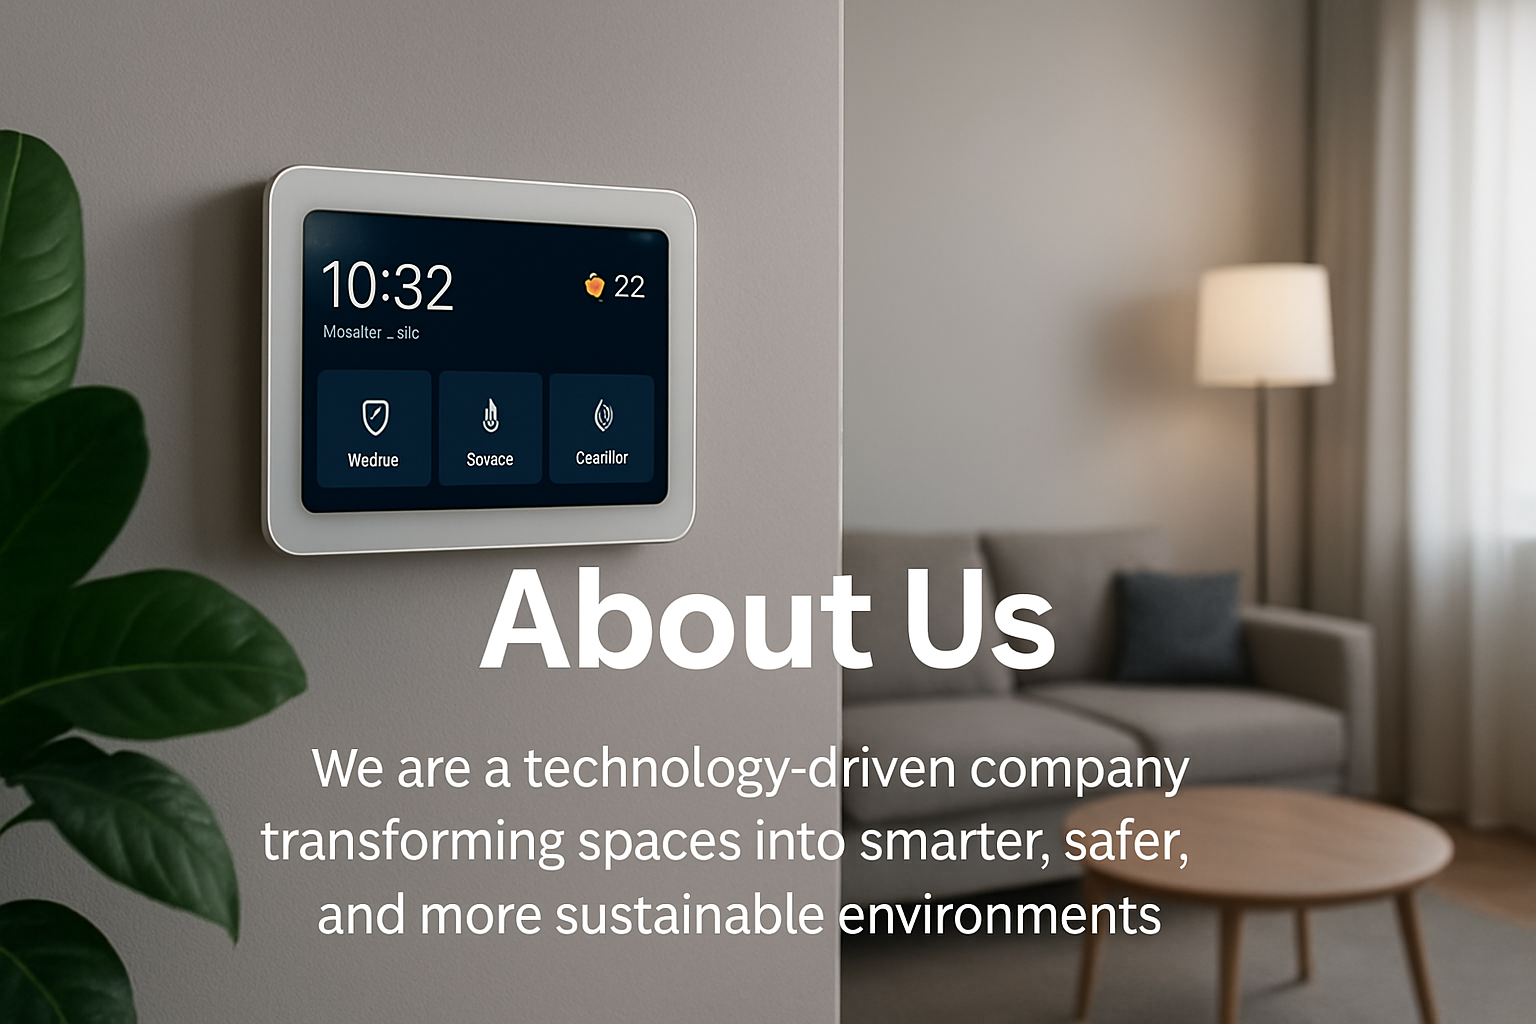 10:32
22
Mosalter _ silc
Wedrue
Sovace
Cearillor
About Us
We are a technology-driven company
transforming spaces into smarter, safer,
and more sustainable environments